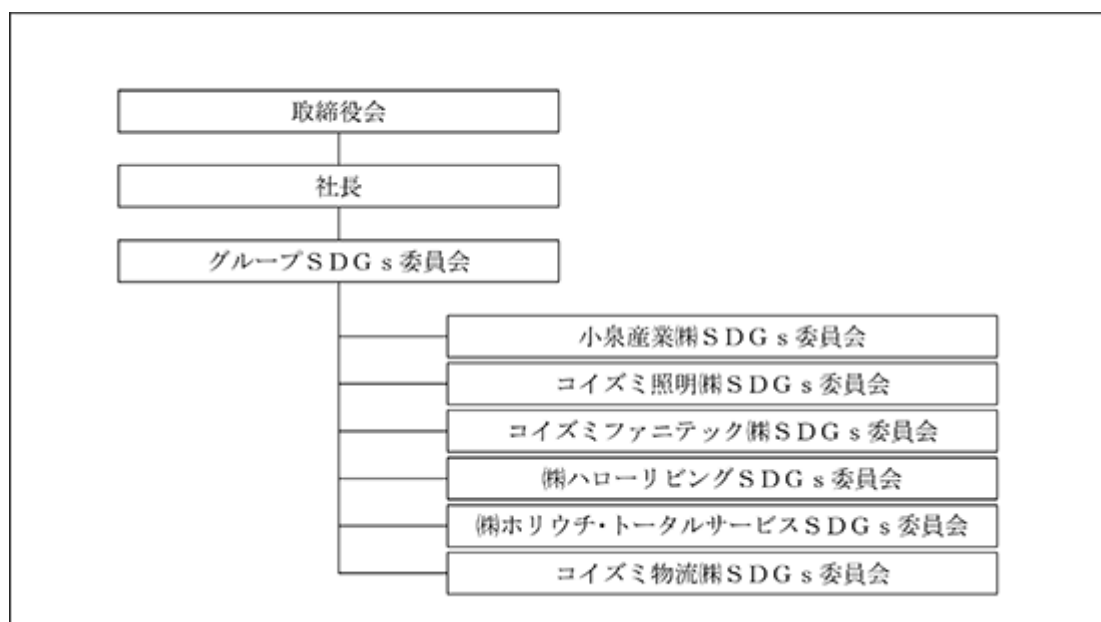 取締役会
社長
グループＳＤＧｓ委員会
小泉産業㈱ＳＤＧｓ委員会
コイズミ照明㈱ＳＤＧｓ委員会
コイズミファニテック㈱ＳＤＧｓ委員会
㈱ハローリビングＳＤＧｓ委員会
㈱ホリウチ・トータルサービスＳＤＧｓ委員会
コイズミ物流㈱ＳＤＧｓ委員会